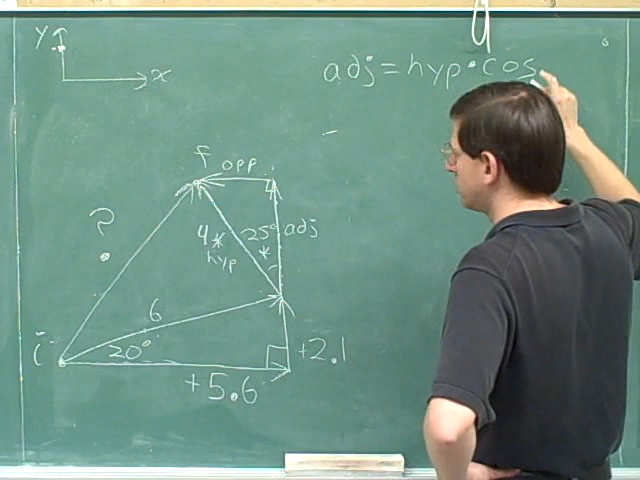 Y
x
adj = hyp • cos
f opp
?
4* 25° adj
hyp *
6
i 20° +2.1
+5.6